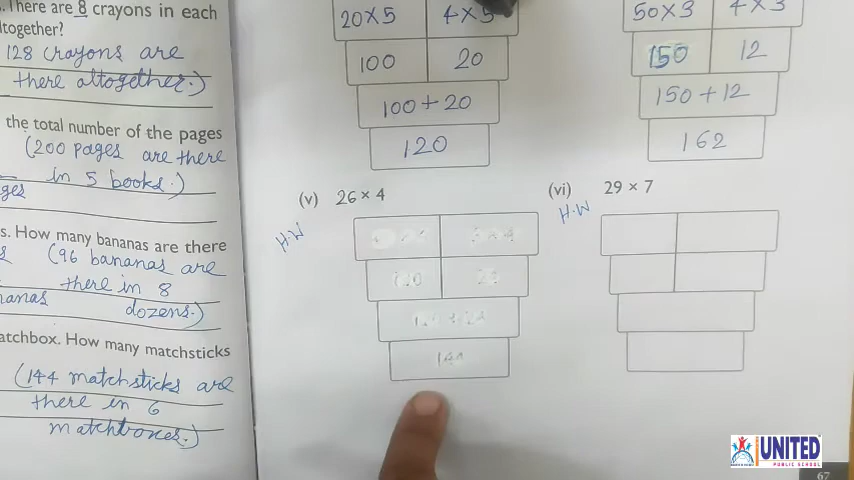 . There are 8 crayons in each
together?
128 crayons are
there altogether.)
the total number of the pages
(200 pages are there
in 5 books.)
ges
s. How many bananas are there
(96 bananas are
there in 8
dozens.)
nanas
atchbox. How many matchsticks
(144 matchsticks are
there in 6
matchboxes.)
20×5 4×5
100 20
100+20
120
50×3 4×3
150 12
150+12
162
(v) 26 × 4
H.W
(vi) 29 × 7
H.W
UNITED
PUBLIC SCHOOL
67